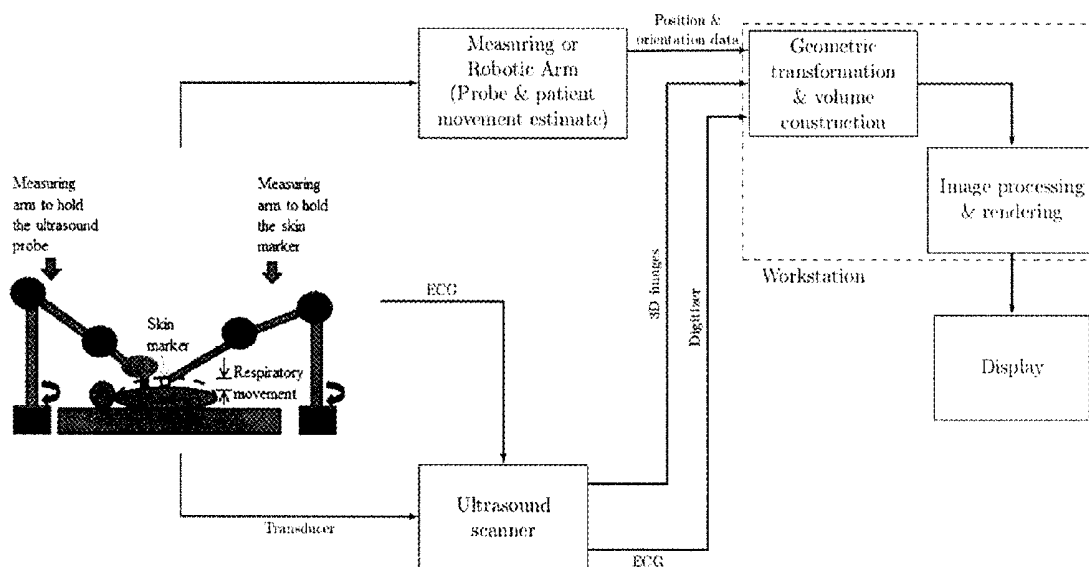 Position &
orientation data
Measuring or
Robotic Arm
(Probe & patient
movement estimate)
Geometric
transformation
& volume
construction
Image processing
& rendering
Workstation
Display
Measuring
arm to hold
the ultrasound
probe
Measuring
arm to hold
the skin
marker
Skin
marker
Respiratory
movement
ECG
3D images
Digitizer
Transducer
Ultrasound
scanner
ECG